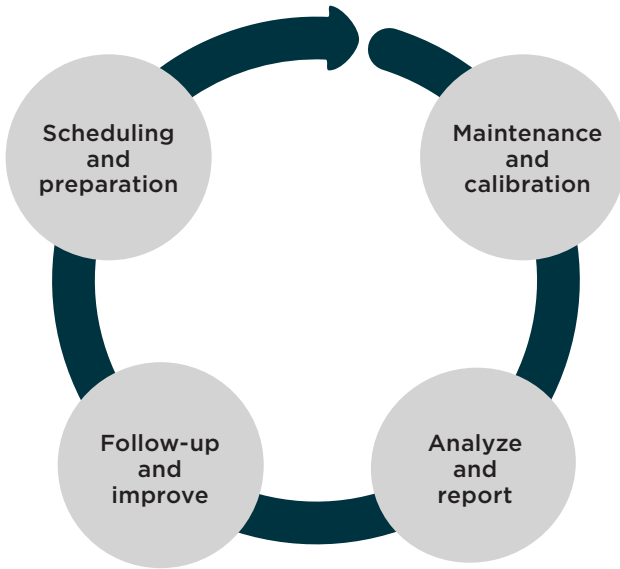 Scheduling
and
preparation
Maintenance
and
calibration
Follow-up
and
improve
Analyze
and
report